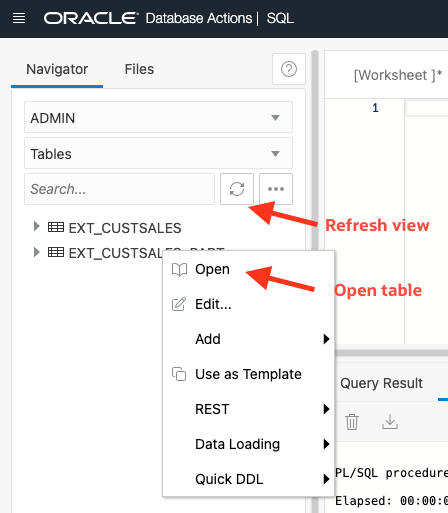 ORACLE Database Actions | SQL
Navigator
Files
[Worksheet ]*
ADMIN
1
Tables
Search...
Refresh view
EXT_CUSTSALES
EXT_CUSTSALES_PART
Open
Open table
Edit...
Add
Use as Template
Query Result
REST
Data Loading
PL/SQL procedure
Quick DDL
Elapsed: 00:00:0